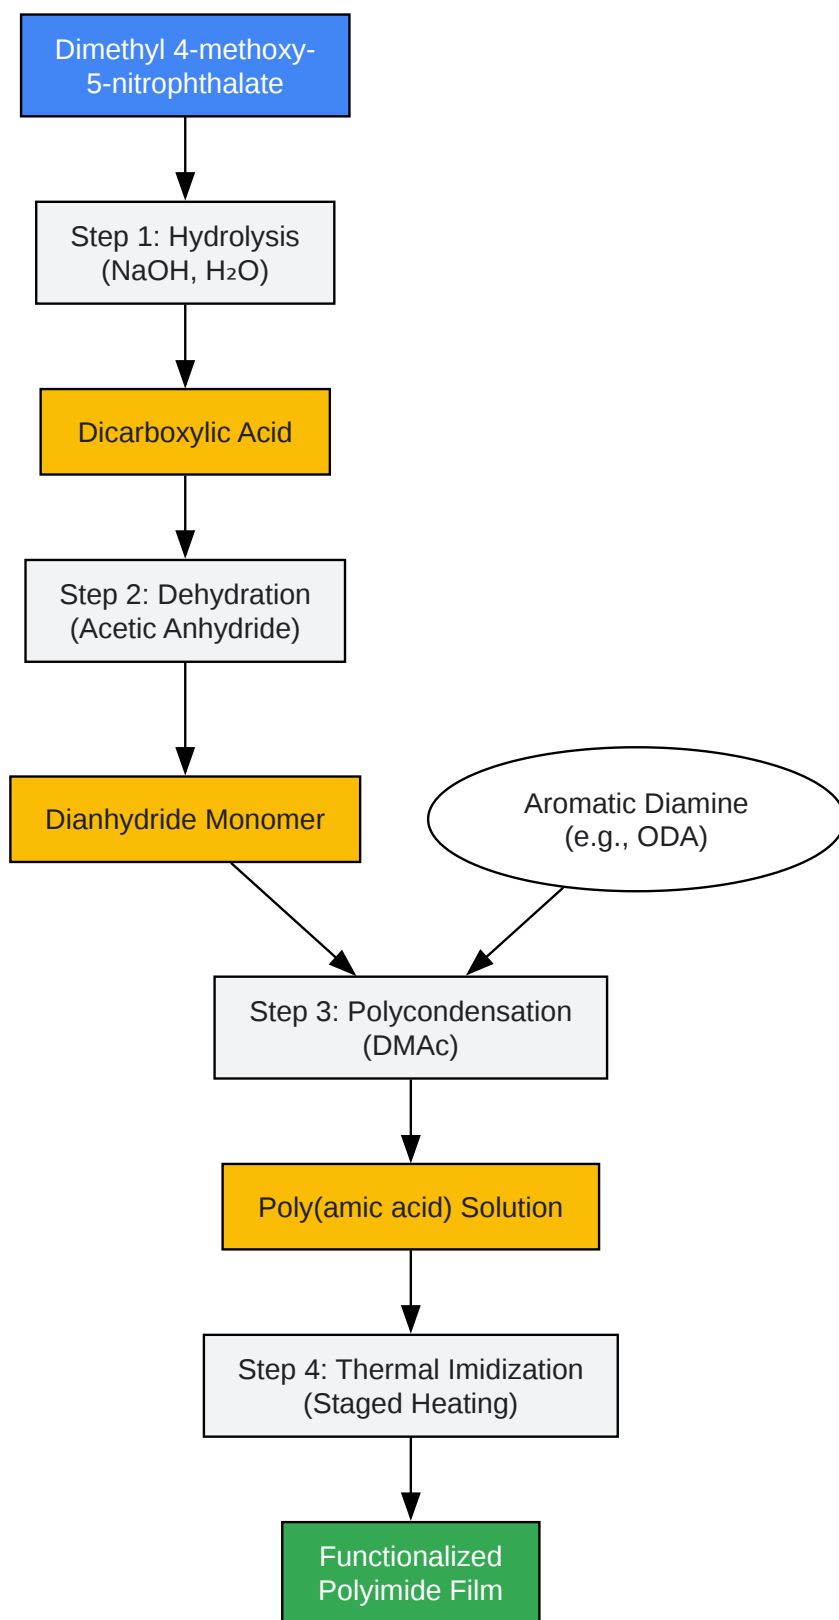 Dimethyl 4-methoxy-
5-nitrophthalate
Step 1: Hydrolysis
(NaOH, H₂O)
Dicarboxylic Acid
Step 2: Dehydration
(Acetic Anhydride)
Dianhydride Monomer
Aromatic Diamine
(e.g., ODA)
Step 3: Polycondensation
(DMAc)
Poly(amic acid) Solution
Step 4: Thermal Imidization
(Staged Heating)
Functionalized
Polyimide Film